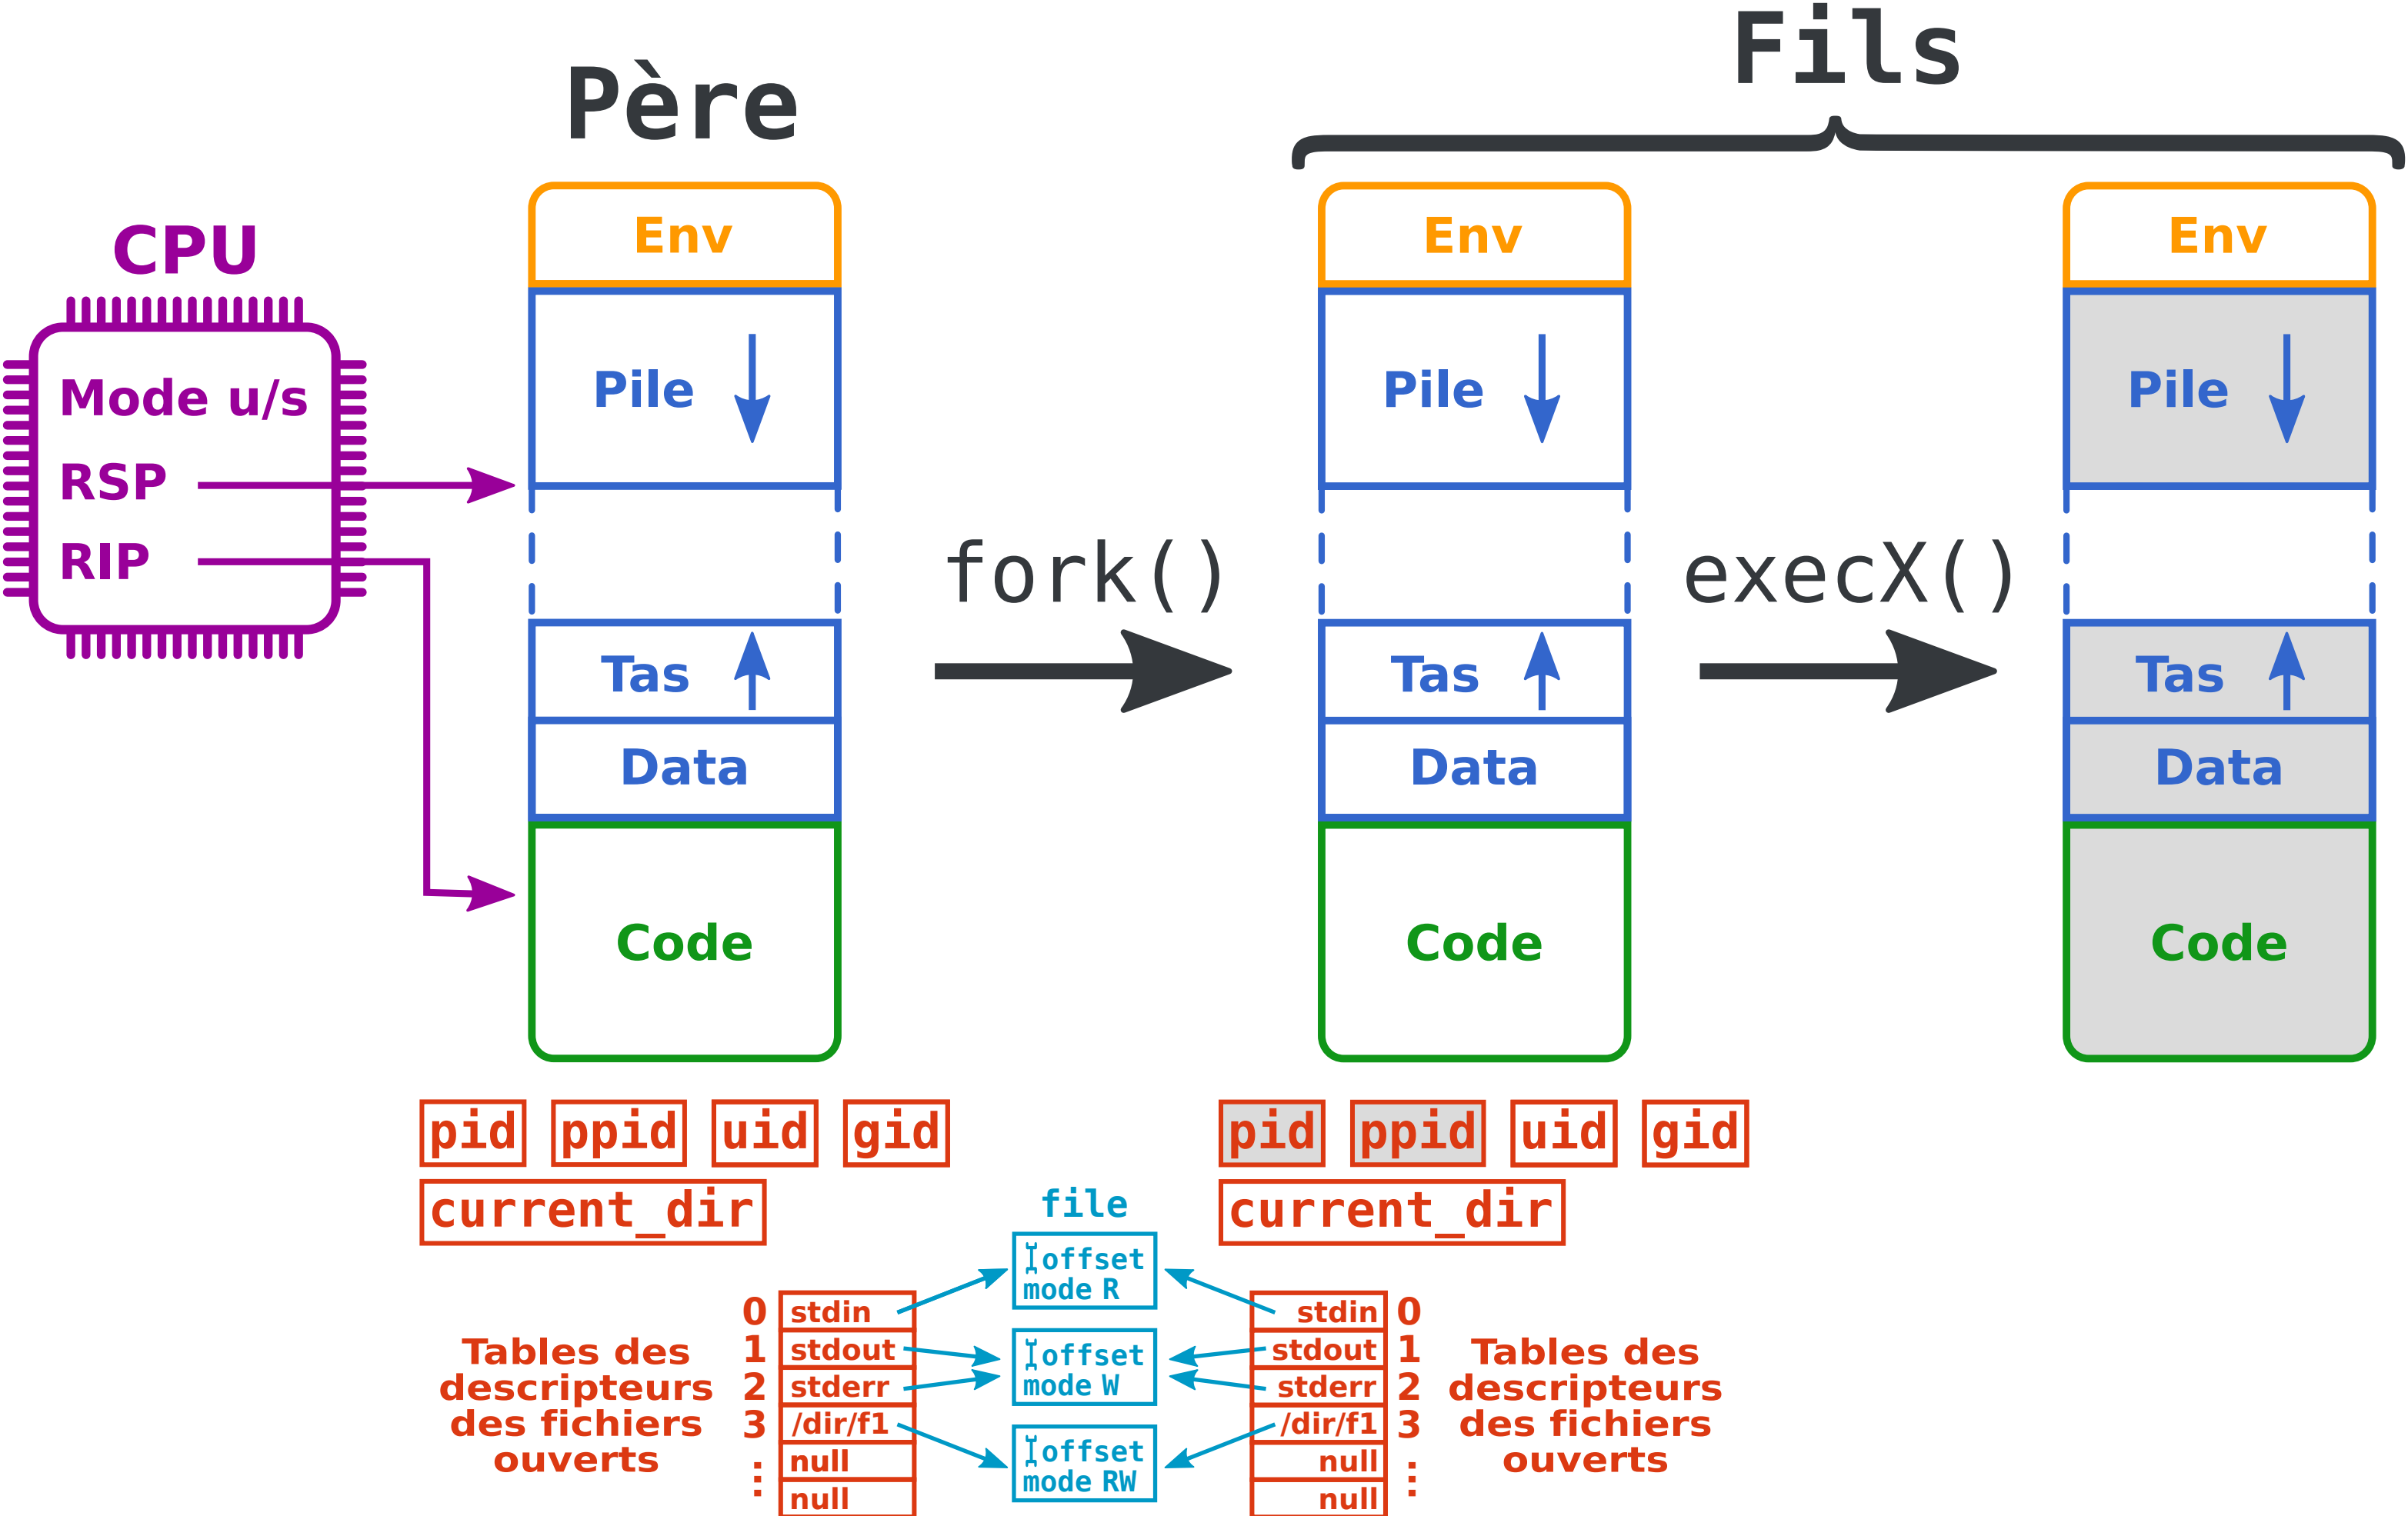 Père
Fils
CPU
Mode u/s
RSP
RIP
Env
Pile
Tas
Data
Code
fork()
Env
Pile
Tas
Data
Code
execX()
Env
Pile
Tas
Data
Code
pid ppid uid gid
current_dir
pid ppid uid gid
current_dir
Tables des
descripteurs
des fichiers
ouverts
0 stdin
1 stdout
2 stderr
3 /dir/f1
: null
null
file
offset
mode R
offset
mode W
offset
mode RW
stdin 0
stdout 1
stderr 2
/dir/f1 3
null :
null
Tables des
descripteurs
des fichiers
ouverts